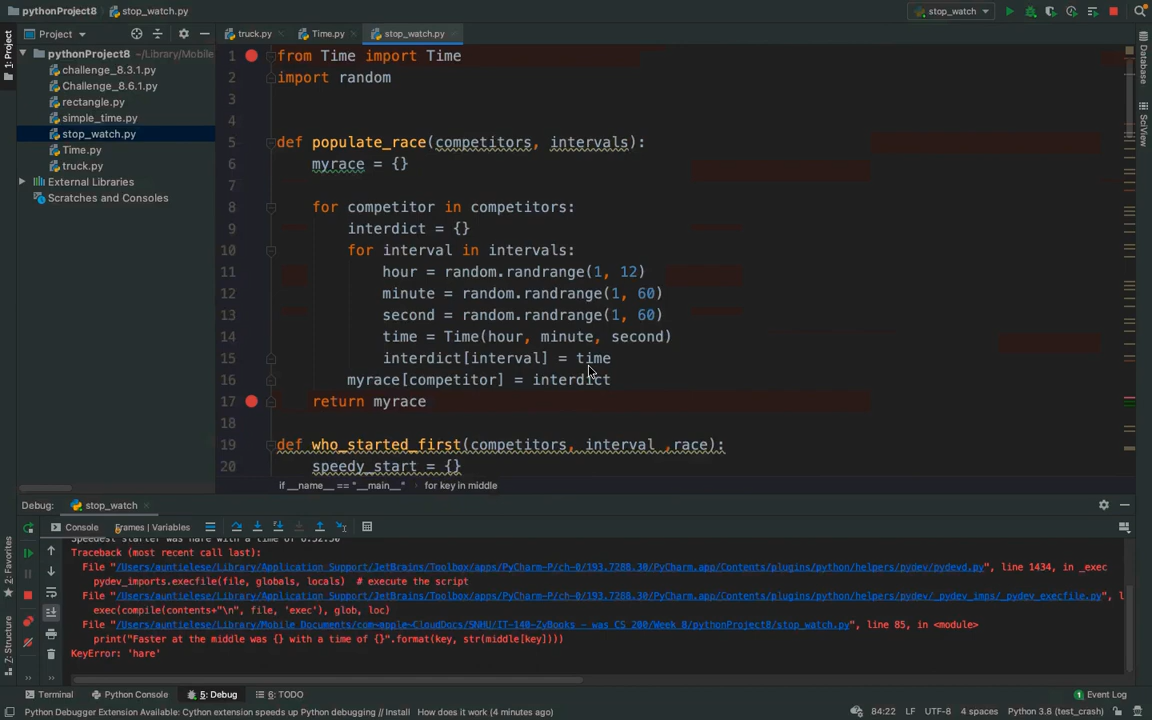 pythonProject8 stop_watch.py stop_watch
Project truck.py Time.py stop_watch.py
pythonProject8 ~/Library/Mobile
challenge_8.3.1.py
Challenge_8.6.1.py
rectangle.py
simple_time.py
stop_watch.py
Time.py
truck.py
External Libraries
Scratches and Consoles
1: Project
2: Favorites
Z: Structure
Database
SciView
1 from Time import Time
2 import random
3
4
5 def populate_race(competitors, intervals):
6 myrace = {}
7
8 for competitor in competitors:
9 interdict = {}
10 for interval in intervals:
11 hour = random.randrange(1, 12)
12 minute = random.randrange(1, 60)
13 second = random.randrange(1, 60)
14 time = Time(hour, minute, second)
15 interdict[interval] = time
16 myrace[competitor] = interdict
17 return myrace
18
19 def who_started_first(competitors, interval ,race):
20 speedy_start = {}
if __name__ == "__main__" › for key in middle
Debug: stop_watch
Console Frames | Variables
Speedest starter was hare with a time of 6:32:30
Traceback (most recent call last):
File "/Users/auntielese/Library/Application Support/JetBrains/Toolbox/apps/PyCharm-P/ch-0/193.7288.30/PyCharm.app/Contents/plugins/python/helpers/pydev/pydevd.py", line 1434, in _exec
pydev_imports.execfile(file, globals, locals) # execute the script
File "/Users/auntielese/Library/Application Support/JetBrains/Toolbox/apps/PyCharm-P/ch-0/193.7288.30/PyCharm.app/Contents/plugins/python/helpers/pydev/_pydev_imps/_pydev_execfile.py", l
exec(compile(contents+"\n", file, 'exec'), glob, loc)
File "/Users/auntielese/Library/Mobile Documents/com~apple~CloudDocs/SNHU/IT-140-ZyBooks - was CS 200/Week 8/pythonProject8/stop_watch.py", line 85, in <module>
print("Faster at the middle was {} with a time of {}".format(key, str(middle[key])))
KeyError: 'hare'
Terminal Python Console 5: Debug 6: TODO 1 Event Log
Python Debugger Extension Available: Cython extension speeds up Python debugging // Install How does it work (4 minutes ago) 84:22 LF UTF-8 4 spaces Python 3.8 (test_crash)